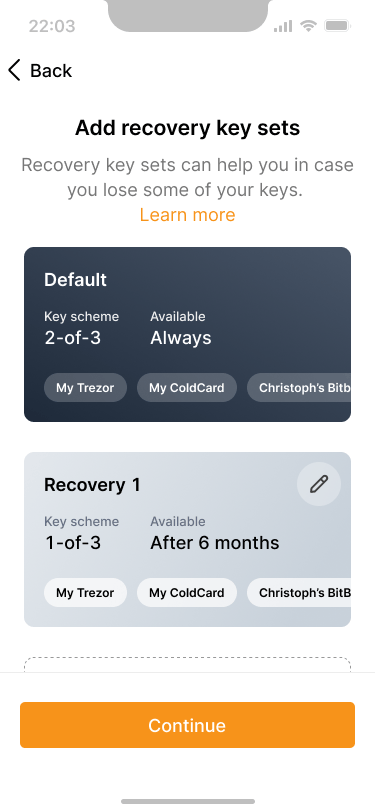 22:03
Back
Add recovery key sets
Recovery key sets can help you in case
you lose some of your keys.
Learn more
Default
Key scheme Available
2-of-3 Always
My Trezor My ColdCard Christoph's Bitb
Recovery 1
Key scheme Available
1-of-3 After 6 months
My Trezor My ColdCard Christoph's BitB
Continue